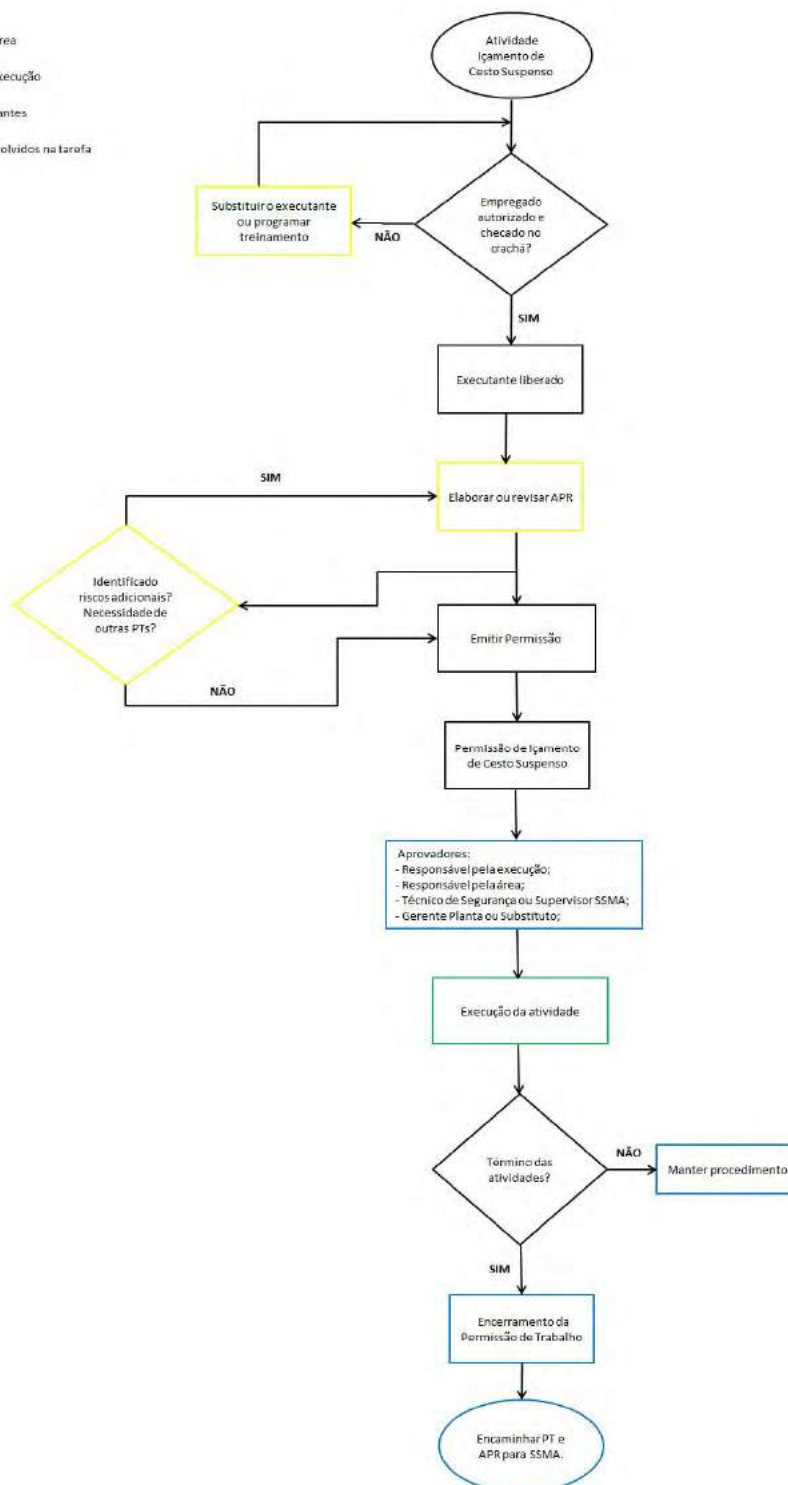 rea
xecução
antes
olvidos na tarefa
Atividade
Içamento de
Cesto Suspenso
Substituir o executante
ou programar
treinamento
NÃO
Empregado
autorizado e
checado no
crachá?
SIM
Executante liberado
SIM
Elaborar ou revisar APR
Identificado
riscos adicionais?
Necessidade de
outras PTs?
Emitir Permissão
NÃO
Permissão de Içamento
de Cesto Suspenso
Aprovadores:
- Responsável pela execução;
- Responsável pela área;
- Técnico de Segurança ou Supervisor SSMA;
- Gerente Planta ou Substituto;
Execução da atividade
Término das
atividades?
NÃO
Manter procedimento
SIM
Encerramento da
Permissão de Trabalho
Encaminhar PT e
APR para SSMA.